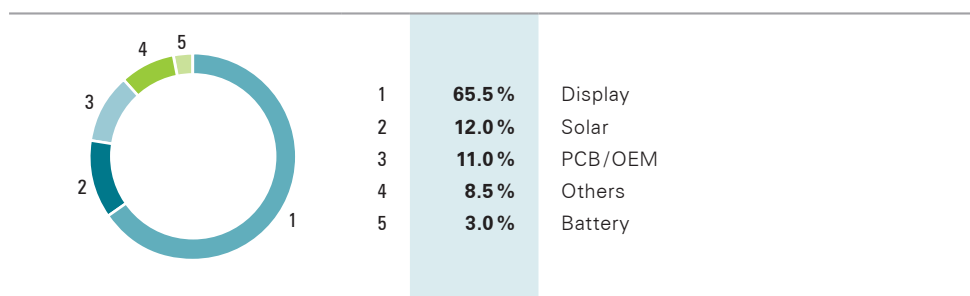 5
4
3
2
1
1 65.5 % Display
2 12.0 % Solar
3 11.0 % PCB/OEM
4 8.5 % Others
5 3.0 % Battery